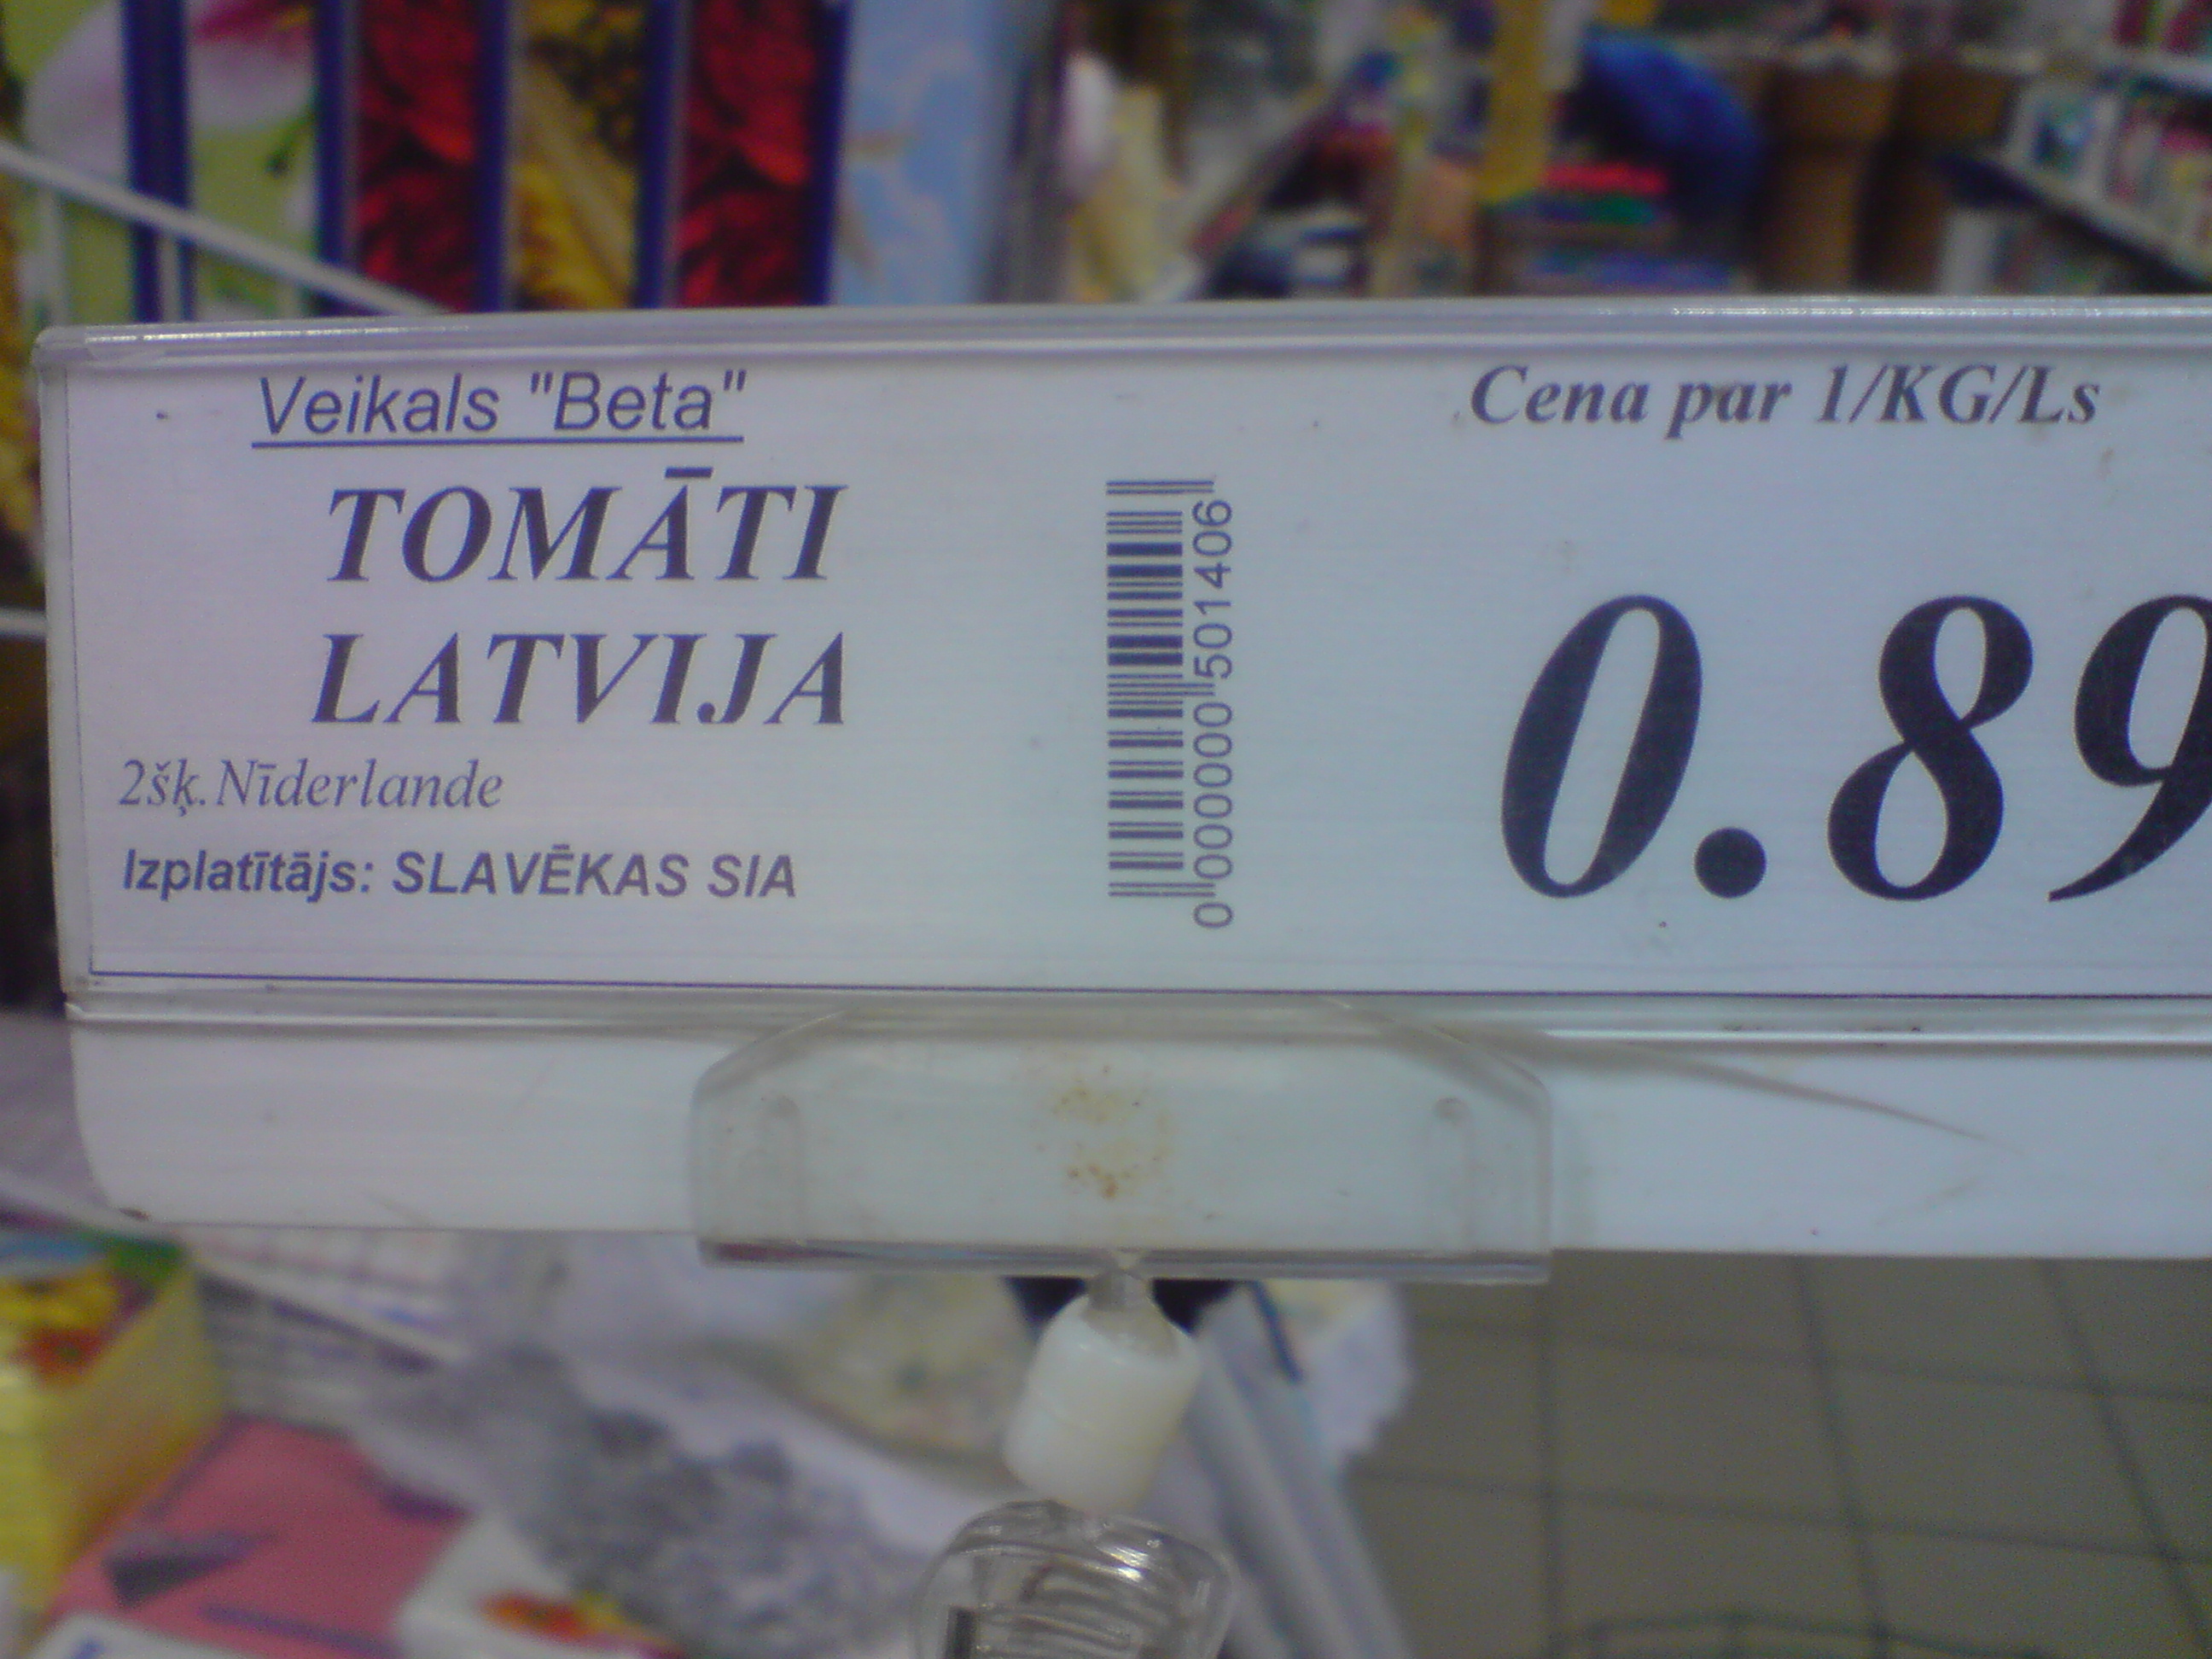 Veikals "Beta"
TOMĀTI
LATVIJA
2šķ.Nīderlande
Izplatītājs: SLAVĒKAS SIA
0000000501406
Cena par 1/KG/Ls
0.89